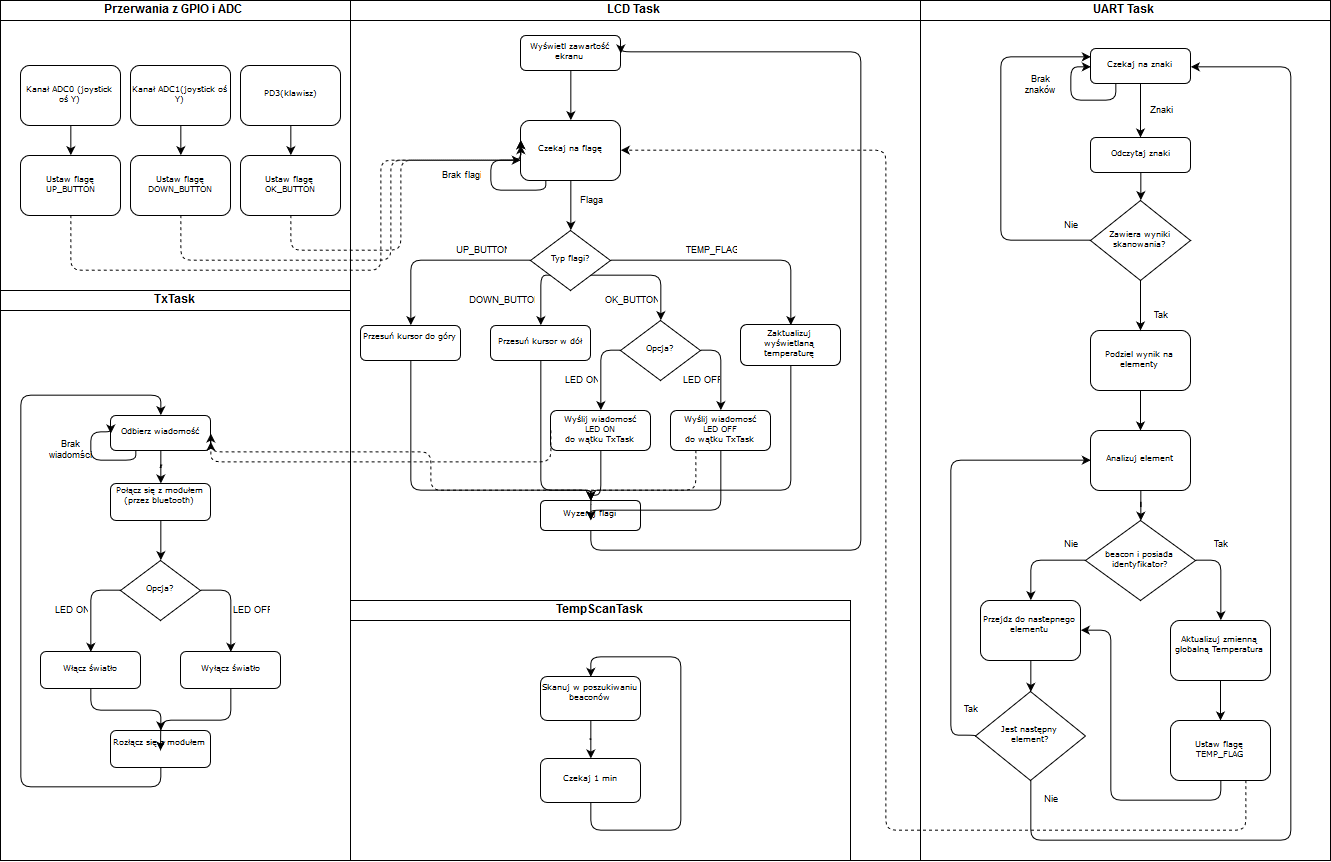 Przerwania z GPIO i ADC
Kanał ADC0 (joystick
oś Y)
Kanał ADC1(joystick oś
Y)
PD3(klawisz)
Ustaw flagę
UP_BUTTON
Ustaw flagę
DOWN_BUTTON
Ustaw flagę
OK_BUTTON
TxTask
Odbierz wiadomość
Brak
wiadomości
Połącz się z modułem
(przez bluetooth)
Opcja?
LED ON
LED OFF
Włącz światło
Wyłącz światło
Rozłącz się z modułem
LCD Task
Wyświetl zawartość
ekranu
Czekaj na flagę
Brak flagi
Flaga
Typ flagi?
UP_BUTTON
TEMP_FLAG
DOWN_BUTTO
OK_BUTTON
Przesuń kursor do góry
Przesuń kursor w dół
Opcja?
Zaktualizuj
wyświetlaną
temperaturę
LED ON
LED OFF
Wyślij wiadomosć
LED ON
do wątku TxTask
Wyślij wiadomosć
LED OFF
do wątku TxTask
Wyzeruj flagi
TempScanTask
Skanuj w poszukiwaniu
beaconów
Czekaj 1 min
UART Task
Czekaj na znaki
Brak
znaków
Znaki
Odczytaj znaki
Nie
Zawiera wyniki
skanowania?
Tak
Podziel wynik na
elementy
Analizuj element
Nie
beacon i posiada
identyfikator?
Tak
Przejdz do nastepnego
elementu
Aktualizuj zmienną
globalną Temperatura
Tak
Jest następny
element?
Ustaw flagę
TEMP_FLAG
Nie